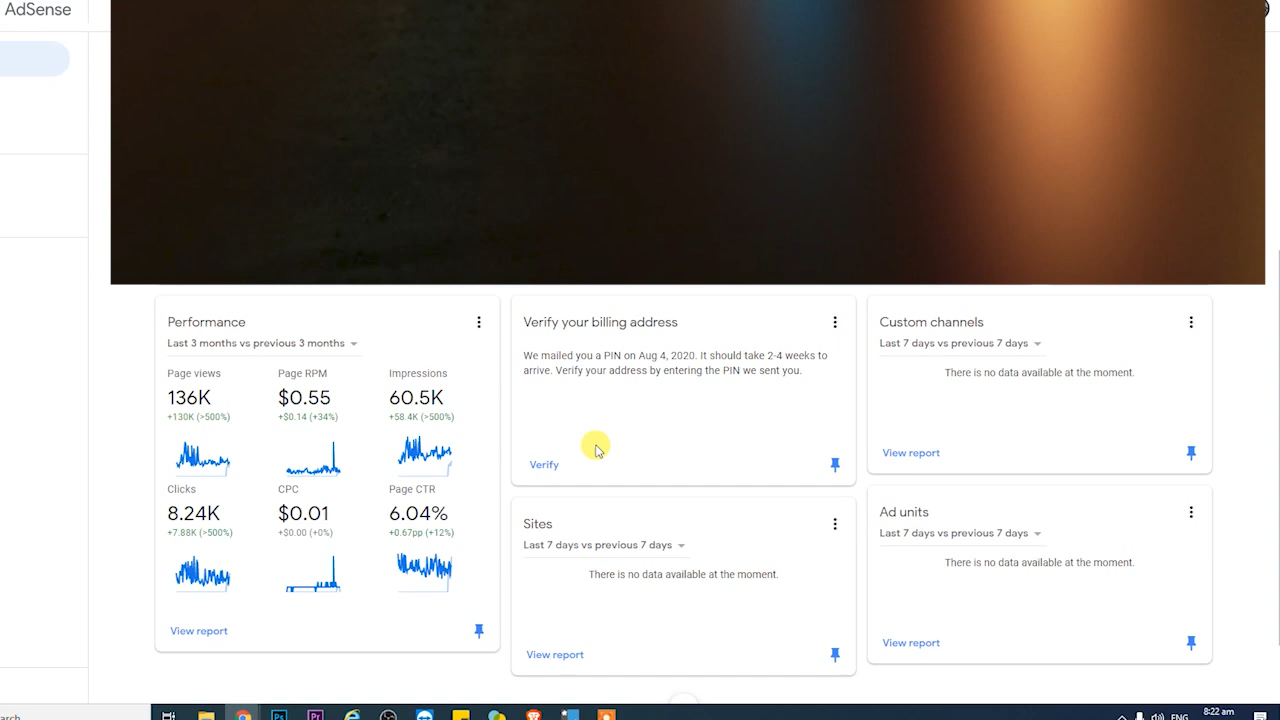 AdSense
Performance
Last 3 months vs previous 3 months
Page views
Page RPM
Impressions
136K
$0.55
60.5K
+130K (>500%)
+$0.14 (+34%)
+58.4K (>500%)
Clicks
CPC
Page CTR
8.24K
$0.01
6.04%
+7.88K (>500%)
+$0.00 (+0%)
+0.67pp (+12%)
View report
Verify your billing address
We mailed you a PIN on Aug 4, 2020. It should take 2-4 weeks to
arrive. Verify your address by entering the PIN we sent you.
Verify
Sites
Last 7 days vs previous 7 days
There is no data available at the moment.
View report
Custom channels
Last 7 days vs previous 7 days
There is no data available at the moment.
View report
Ad units
Last 7 days vs previous 7 days
There is no data available at the moment.
View report
earch
Ps
Pr
ENG
8:22 am